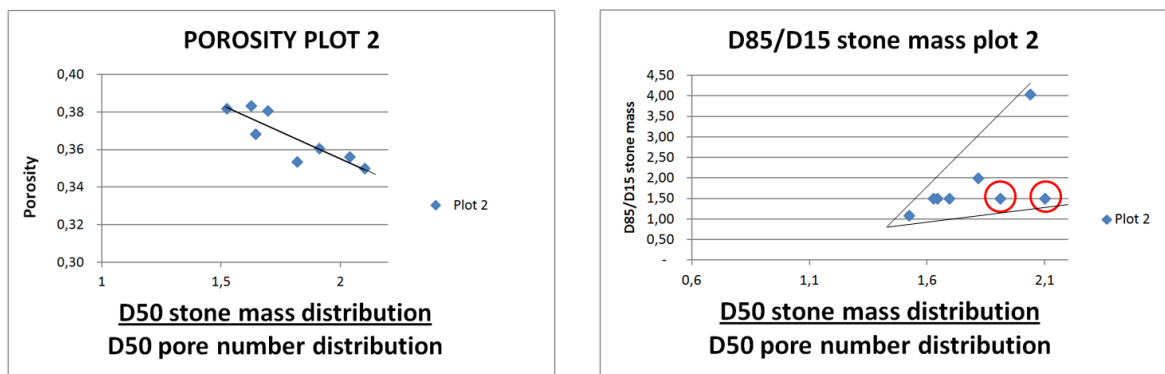 POROSITY PLOT 2
0,40
0,38
0,36
0,34
0,32
0,30
Porosity
1
1,5
2
Plot 2
D50 stone mass distribution
D50 pore number distribution
D85/D15 stone mass plot 2
4,50
4,00
3,50
3,00
2,50
2,00
1,50
1,00
0,50
-
D85/D15 stone mass
0,6
1,1
1,6
2,1
Plot 2
D50 stone mass distribution
D50 pore number distribution